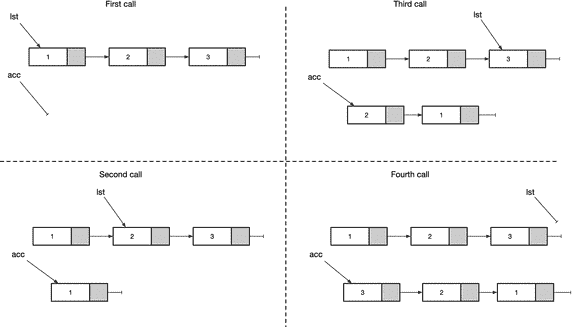 First call
lst
1 2 3
acc
Second call
lst
1 2 3
acc
1
Third call
lst
1 2 3
acc
2 1
Fourth call
lst
1 2 3
acc
3 2 1